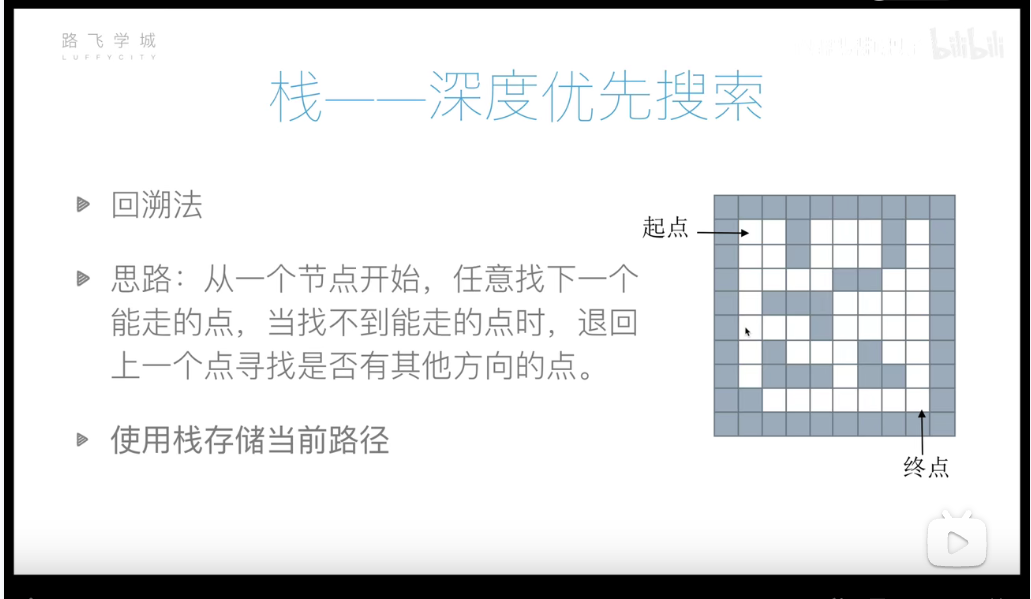 路飞学城
LUFFYCITY
bilibili
栈——深度优先搜索
回溯法
思路：从一个节点开始，任意找下一个
能走的点，当找不到能走的点时，退回
上一个点寻找是否有其他方向的点。
使用栈存储当前路径
起点
终点